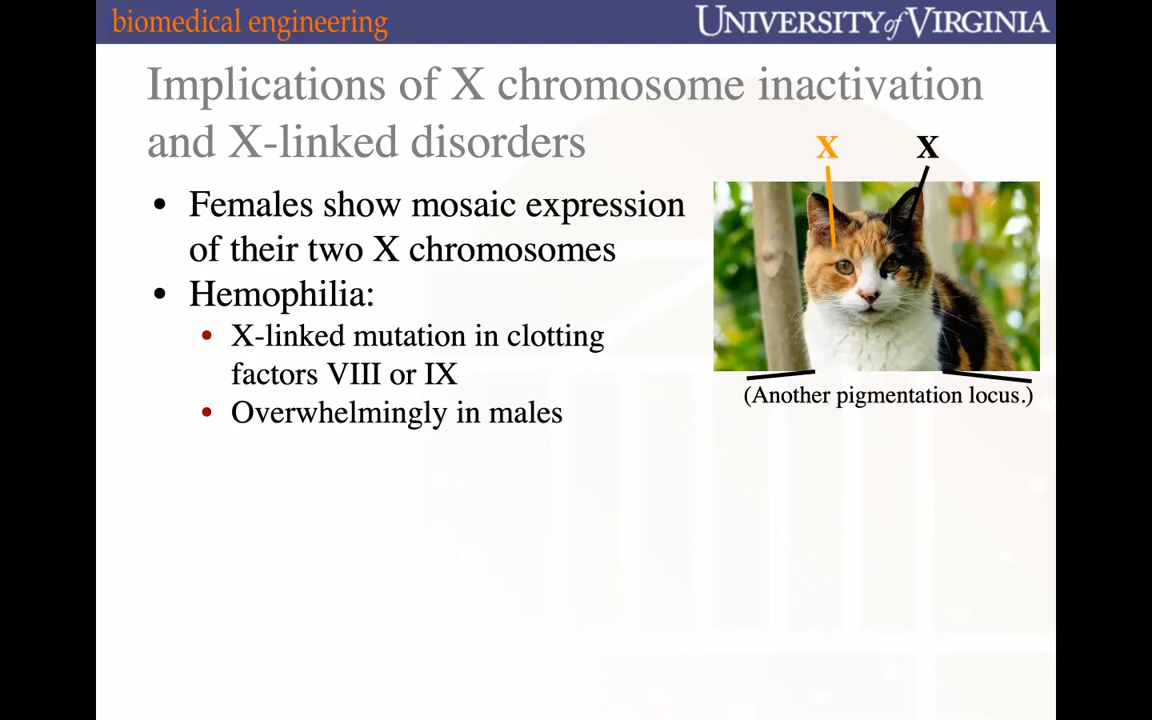 biomedical engineering
UNIVERSITY of VIRGINIA
Implications of X chromosome inactivation
and X-linked disorders
X X
• Females show mosaic expression
of their two X chromosomes
• Hemophilia:
• X-linked mutation in clotting
factors VIII or IX
• Overwhelmingly in males
(Another pigmentation locus.)